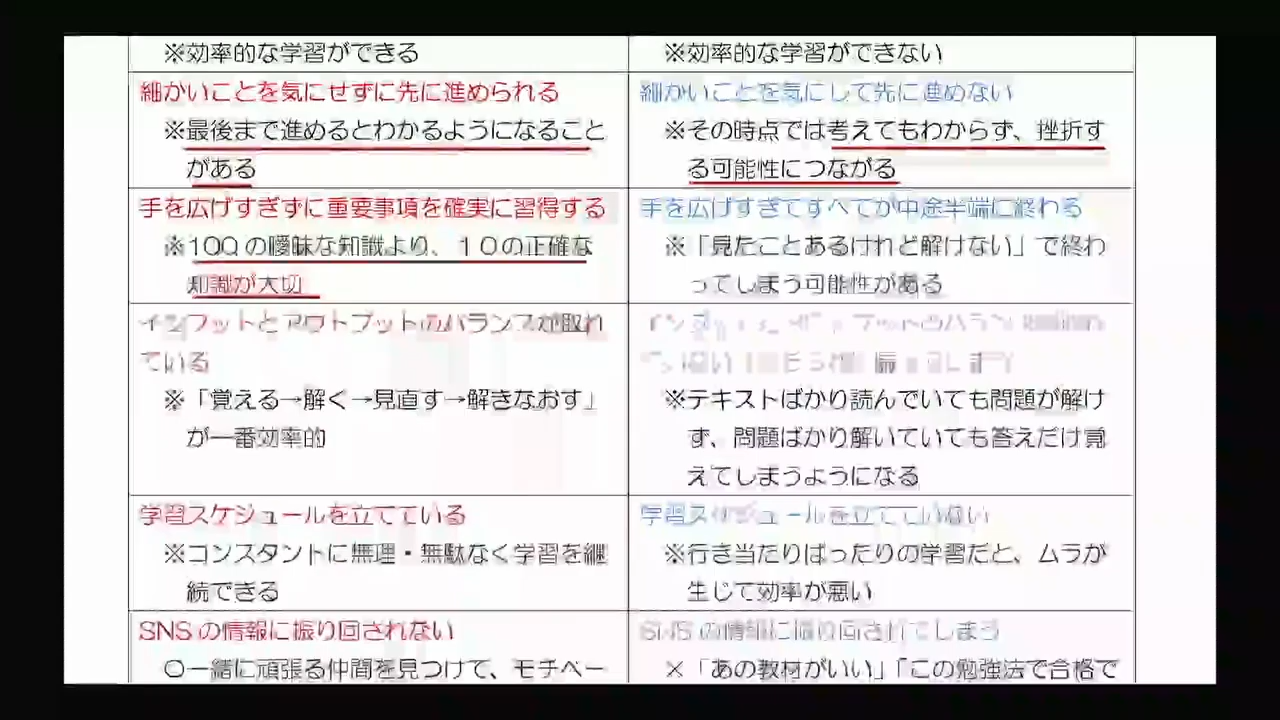 ※効率的な学習ができる
細かいことを気にせずに先に進められる
※最後まで進めるとわかるようになること
がある
手を広げすぎずに重要事項を確実に習得する
※100の曖昧な知識より、１０の正確な
知識が大切
インプットとアウトプットのバランスが取れ
ている
※「覚える→解く→見直す→解きなおす」
が一番効率的
学習スケジュールを立てている
※コンスタントに無理・無駄なく学習を継
続できる
SNSの情報に振り回されない
〇一緒に頑張る仲間を見つけて、モチベー
※効率的な学習ができない
細かいことを気にして先に進めない
※その時点では考えてもわからず、挫折す
る可能性につながる
手を広げすぎてすべてが中途半端に終わる
※「見たことあるけれど解けない」で終わ
ってしまう可能性がある
※テキストばかり読んでいても問題が解け
ず、問題ばかり解いていても答えだけ覚
えてしまうようになる
学習スケジュールを立てていない
※行き当たりばったりの学習だと、ムラが
生じて効率が悪い
SNSの情報に振り回されてしまう
×「あの教材がいい」「この勉強法で合格で